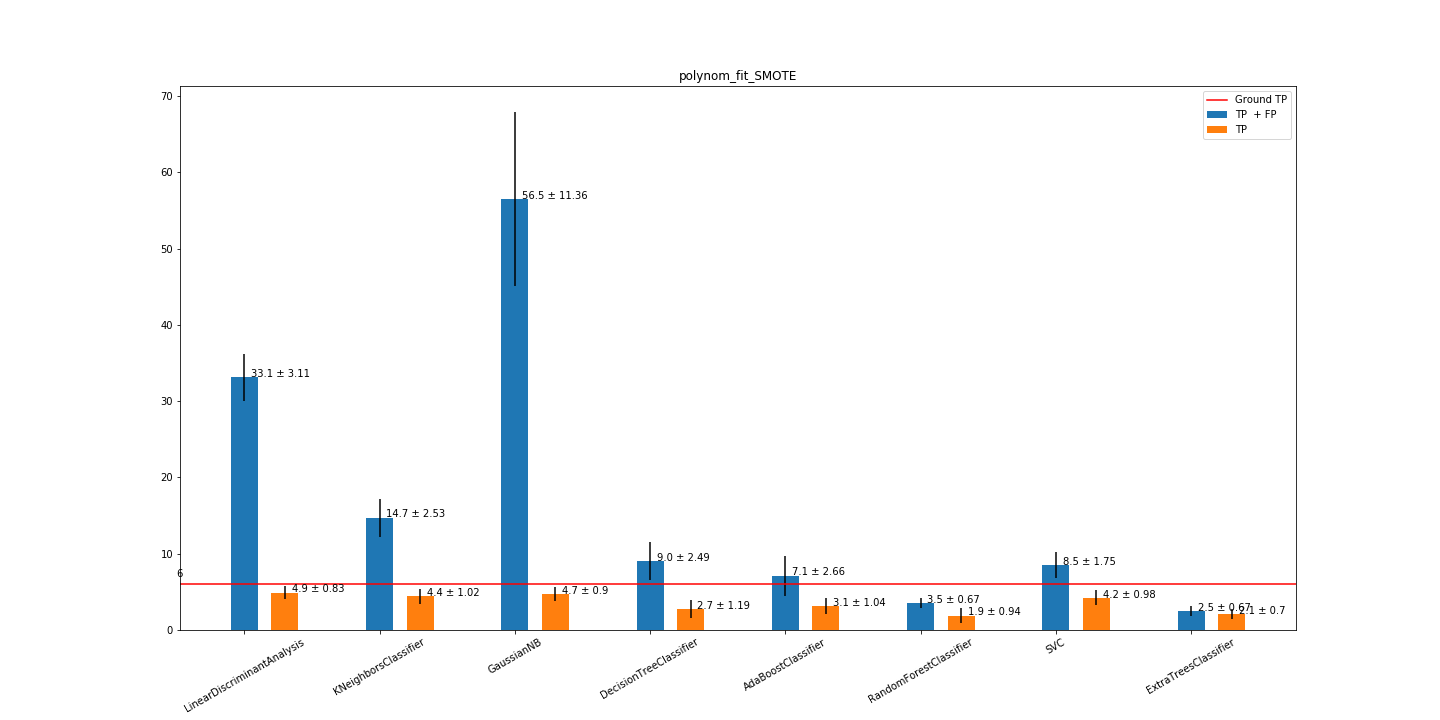 polynom_fit_SMOTE
70
60
50
40
30
20
10
0
6
Ground TP
TP + FP
TP
33.1 ± 3.11
4.9 ± 0.83
14.7 ± 2.53
4.4 ± 1.02
56.5 ± 11.36
4.7 ± 0.9
9.0 ± 2.49
2.7 ± 1.19
7.1 ± 2.66
3.1 ± 1.04
3.5 ± 0.67
1.9 ± 0.94
8.5 ± 1.75
4.2 ± 0.98
2.5 ± 0.67
2.1 ± 0.7
LinearDiscriminantAnalysis
KNeighborsClassifier
GaussianNB
DecisionTreeClassifier
AdaBoostClassifier
RandomForestClassifier
SVC
ExtraTreesClassifier